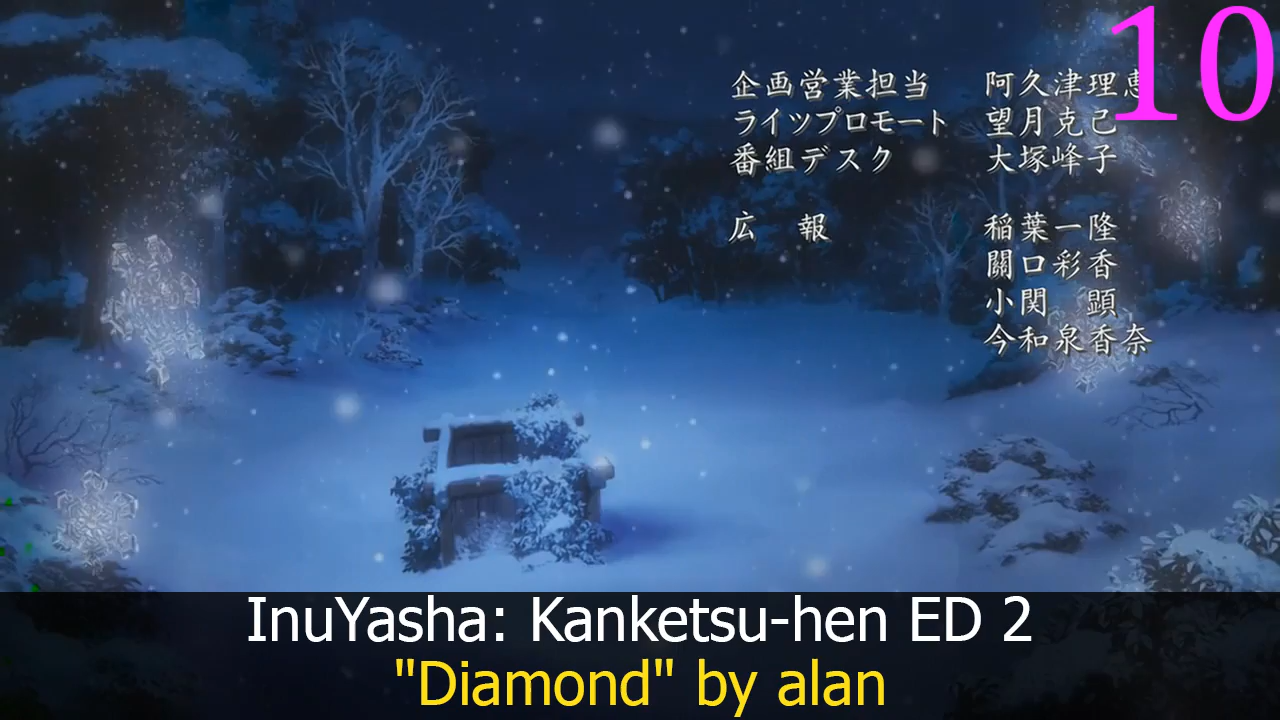 10
企画営業担当 阿久津理恵
ライツプロモート 望月克己
番組デスク 大塚峰子
広 報 稲葉一隆
關口彩香
小関 顕
今和泉香奈
InuYasha: Kanketsu-hen ED 2
"Diamond" by alan